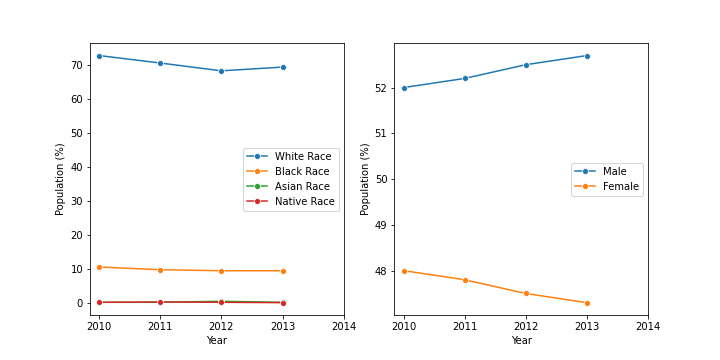 70
60
50
40
30
20
10
0
Population (%)
White Race
Black Race
Asian Race
Native Race
2010 2011 2012 2013 2014
Year
52
51
50
49
48
Population (%)
Male
Female
2010 2011 2012 2013 2014
Year